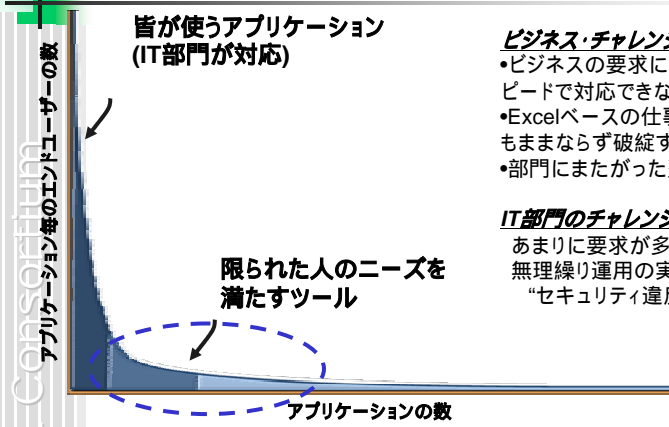 皆が使うアプリケーション
(IT部門が対応)
アプリケーション毎のエンドユーザーの数
Consortium
限られた人のニーズを
満たすツール
アプリケーションの数
ビジネス・チャレンジ
•ビジネスの要求に
ピードで対応できな
•Excelベースの仕事
もままならず破綻す
•部門にまたがった
IT部門のチャレンジ
あまりに要求が多
無理繰り運用の実
“セキュリティ違反